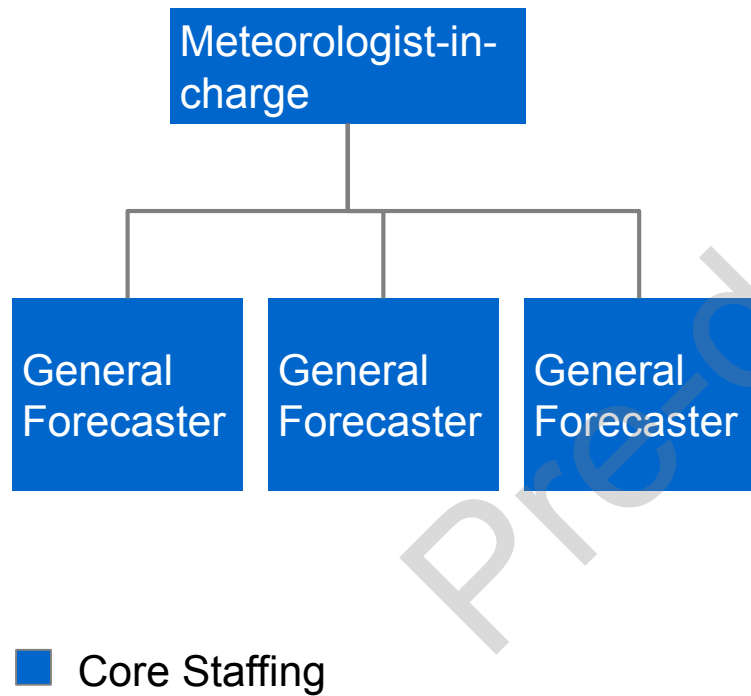 Meteorologist-in-
charge
General
Forecaster
General
Forecaster
General
Forecaster
Core Staffing